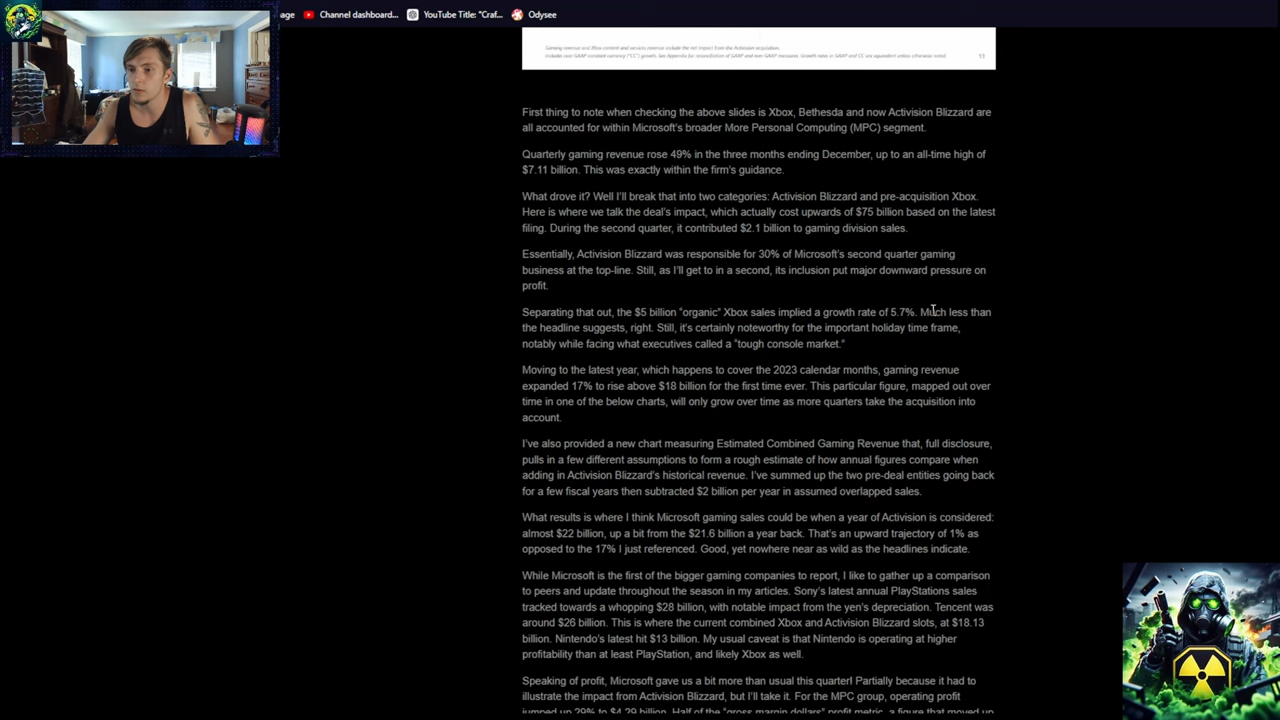 age
Channel dashboard...
YouTube Title: "Craf...
Odysee
Gaming revenue and Xbox content and services revenue include the net impact from the Activision acquisition.
Includes non-GAAP constant currency ("CC") growth. See Appendix for reconciliation of GAAP and non-GAAP measures. Growth rates in GAAP and CC are equivalent unless otherwise noted.
13
First thing to note when checking the above slides is Xbox, Bethesda and now Activision Blizzard are
all accounted for within Microsoft's broader More Personal Computing (MPC) segment.
Quarterly gaming revenue rose 49% in the three months ending December, up to an all-time high of
$7.11 billion. This was exactly within the firm's guidance.
What drove it? Well I'll break that into two categories: Activision Blizzard and pre-acquisition Xbox.
Here is where we talk the deal's impact, which actually cost upwards of $75 billion based on the latest
filing. During the second quarter, it contributed $2.1 billion to gaming division sales.
Essentially, Activision Blizzard was responsible for 30% of Microsoft's second quarter gaming
business at the top-line. Still, as I'll get to in a second, its inclusion put major downward pressure on
profit.
Separating that out, the $5 billion "organic" Xbox sales implied a growth rate of 5.7%. Much less than
the headline suggests, right. Still, it's certainly noteworthy for the important holiday time frame,
notably while facing what executives called a "tough console market."
Moving to the latest year, which happens to cover the 2023 calendar months, gaming revenue
expanded 17% to rise above $18 billion for the first time ever. This particular figure, mapped out over
time in one of the below charts, will only grow over time as more quarters take the acquisition into
account.
I've also provided a new chart measuring Estimated Combined Gaming Revenue that, full disclosure,
pulls in a few different assumptions to form a rough estimate of how annual figures compare when
adding in Activision Blizzard's historical revenue. I've summed up the two pre-deal entities going back
for a few fiscal years then subtracted $2 billion per year in assumed overlapped sales.
What results is where I think Microsoft gaming sales could be when a year of Activision is considered:
almost $22 billion, up a bit from the $21.6 billion a year back. That's an upward trajectory of 1% as
opposed to the 17% I just referenced. Good, yet nowhere near as wild as the headlines indicate.
While Microsoft is the first of the bigger gaming companies to report, I like to gather up a comparison
to peers and update throughout the season in my articles. Sony's latest annual PlayStations sales
tracked towards a whopping $28 billion, with notable impact from the yen's depreciation. Tencent was
around $26 billion. This is where the current combined Xbox and Activision Blizzard slots, at $18.13
billion. Nintendo's latest hit $13 billion. My usual caveat is that Nintendo is operating at higher
profitability than at least PlayStation, and likely Xbox as well.
Speaking of profit, Microsoft gave us a bit more than usual this quarter! Partially because it had to
illustrate the impact from Activision Blizzard, but I'll take it. For the MPC group, operating profit
jumped up 29% to $4.29 billion. Half of the "gross margin dollars" profit metric, a figure that moved up